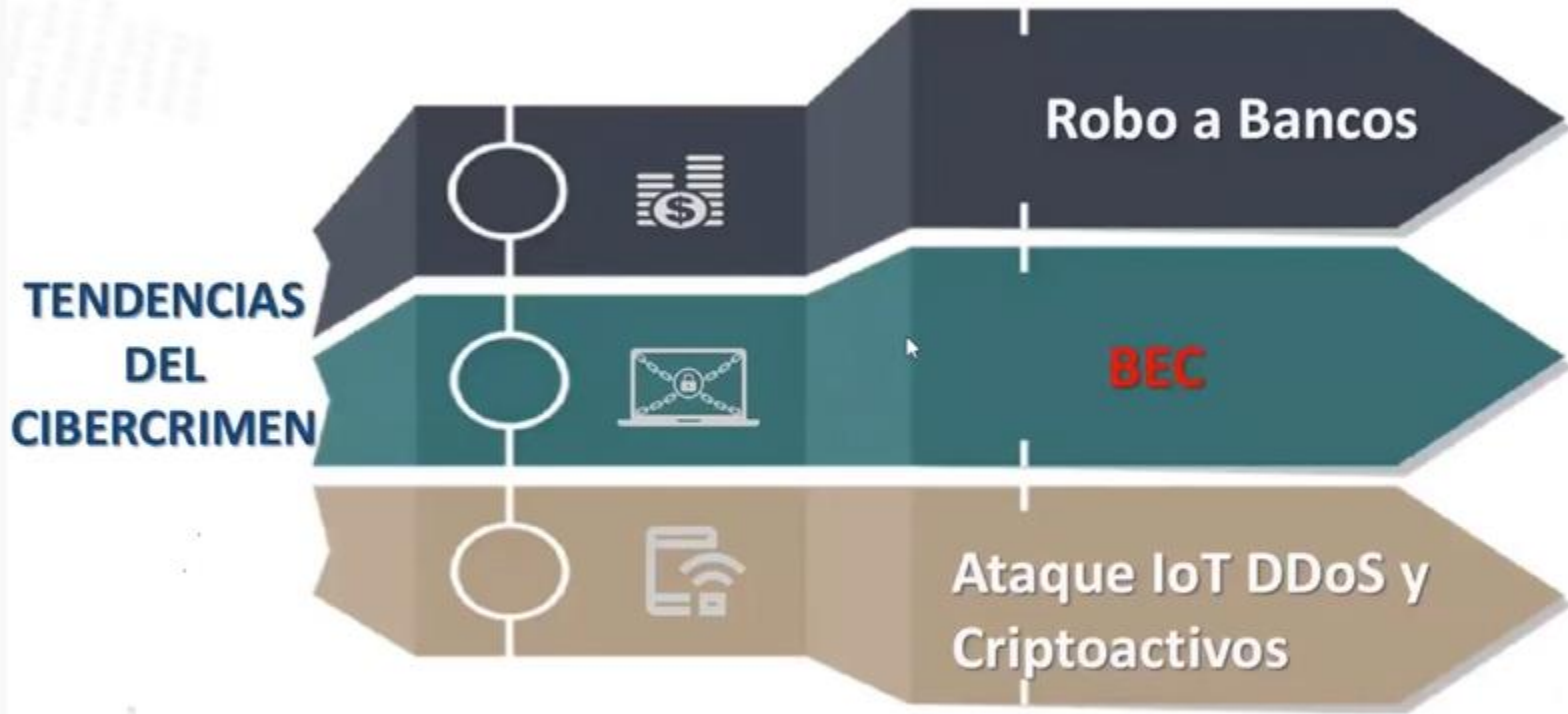 TENDENCIAS
DEL
CIBERCRIMEN
Robo a Bancos
BEC
Ataque IoT DDoS y
Criptoactivos